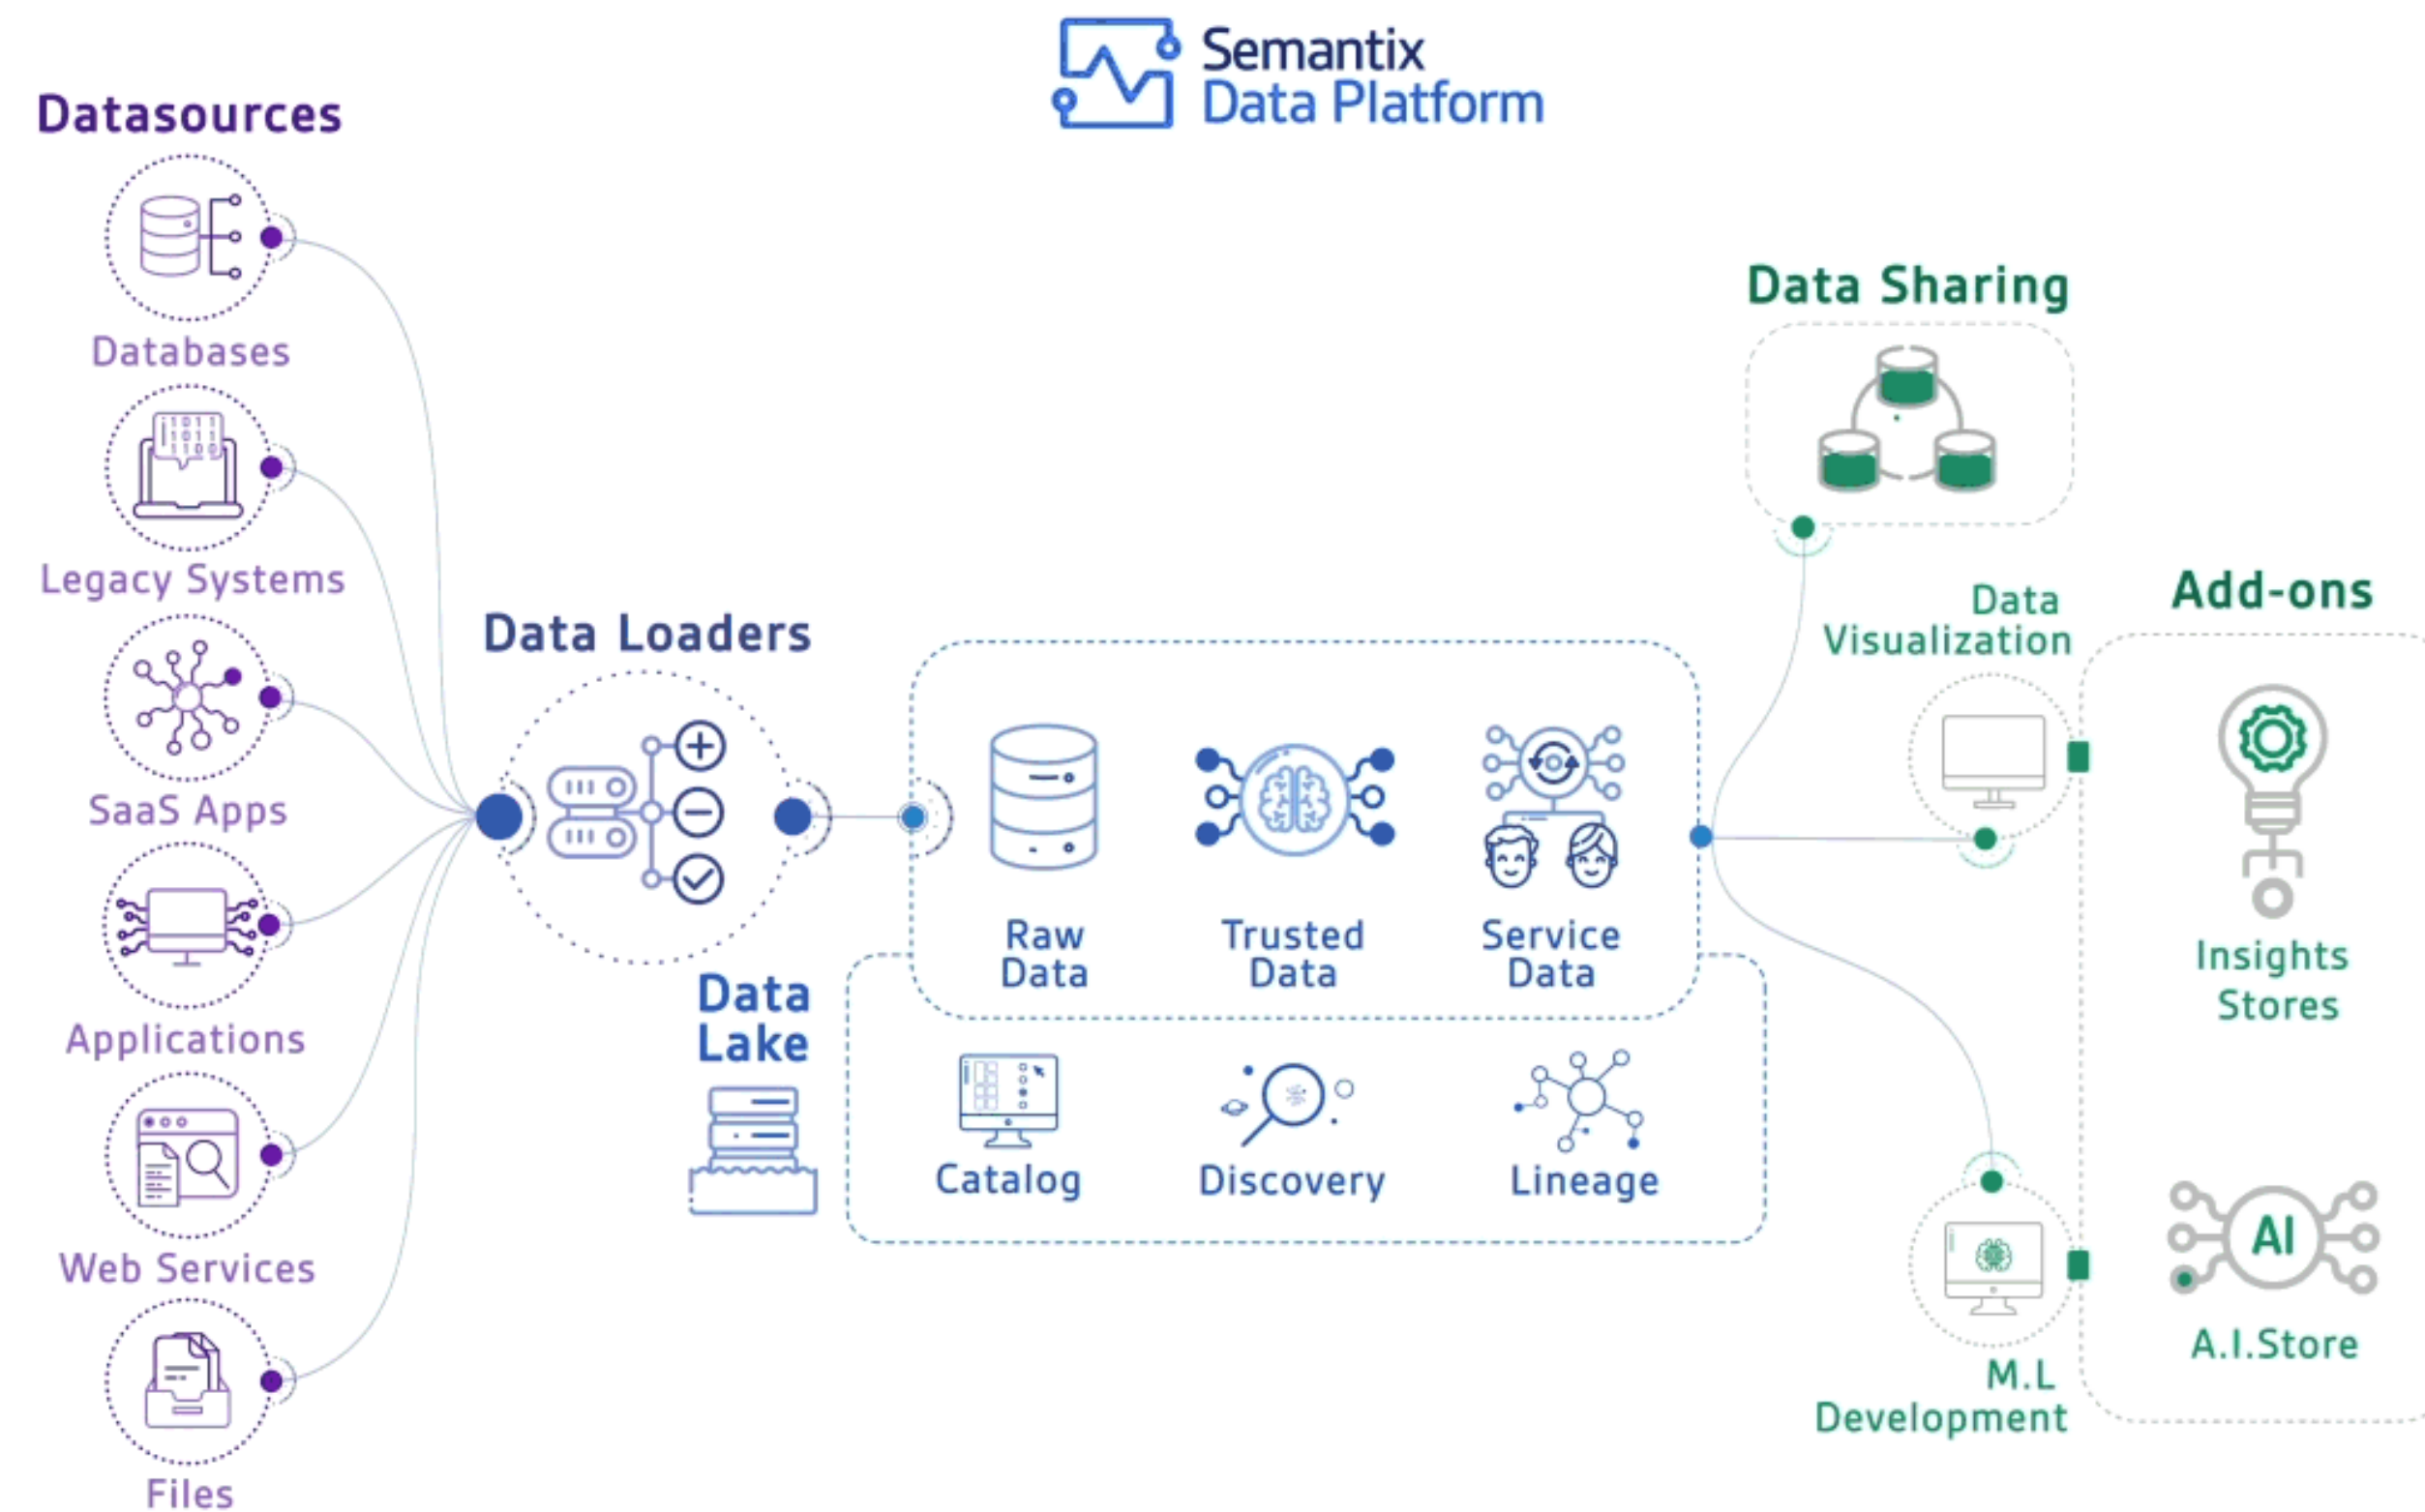 Semantix
Data Platform
Datasources
Databases
Legacy Systems
SaaS Apps
Applications
Web Services
Files
Data Loaders
Data
Lake
Raw
Data
Trusted
Data
Service
Data
Catalog
Discovery
Lineage
Data Sharing
Data
Visualization
M.L
Development
Add-ons
Insights
Stores
AI
A.I.Store